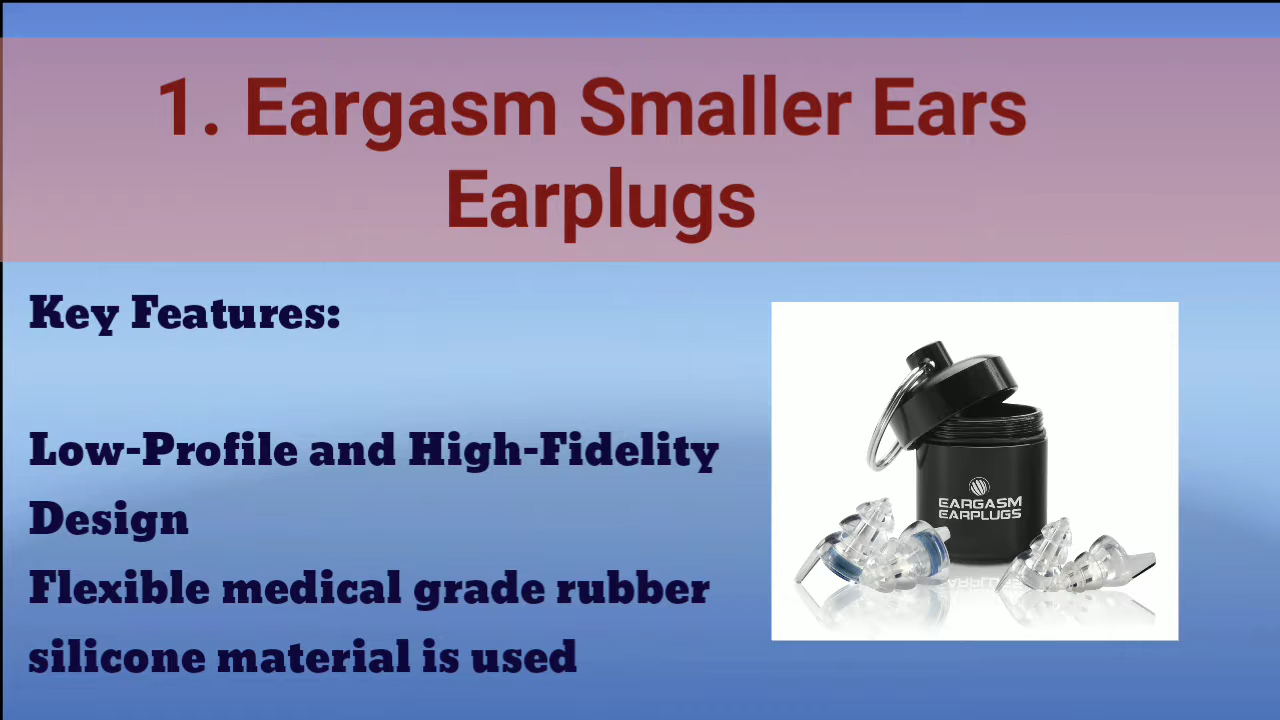 1. Eargasm Smaller Ears
Earplugs
Key Features:
Low-Profile and High-Fidelity
Design
Flexible medical grade rubber
silicone material is used
EARGASM
EARPLUGS